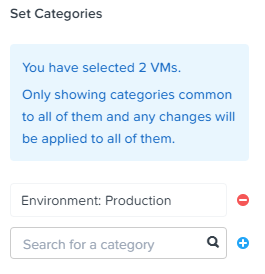 Set Categories
You have selected 2 VMs.
Only showing categories common
to all of them and any changes will
be applied to all of them.
Environment: Production
Search for a category